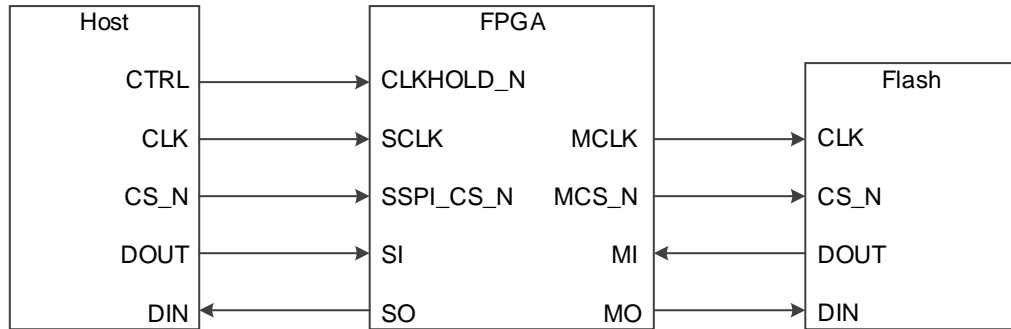 Host
FPGA
Flash
CTRL
CLKHOLD_N
CLK
SCLK
MCLK
CLK
CS_N
SSPI_CS_N
MCS_N
CS_N
DOUT
SI
MI
DOUT
DIN
SO
MO
DIN